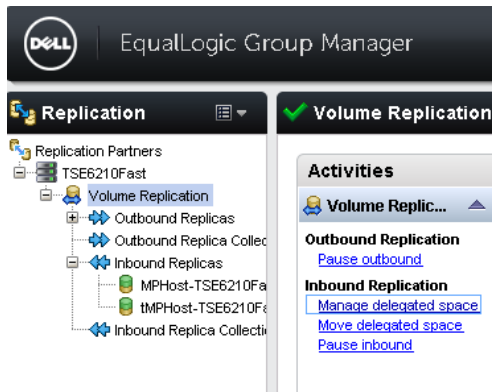 DELL
EqualLogic Group Manager
Replication
Replication Partners
TSE6210Fast
Volume Replication
Outbound Replicas
Outbound Replica Collec
Inbound Replicas
MPHost-TSE6210Fa
tMPHost-TSE6210Fa
Inbound Replica Collecti
Volume Replication
Activities
Volume Replic...
Outbound Replication
Pause outbound
Inbound Replication
Manage delegated space
Move delegated space
Pause inbound